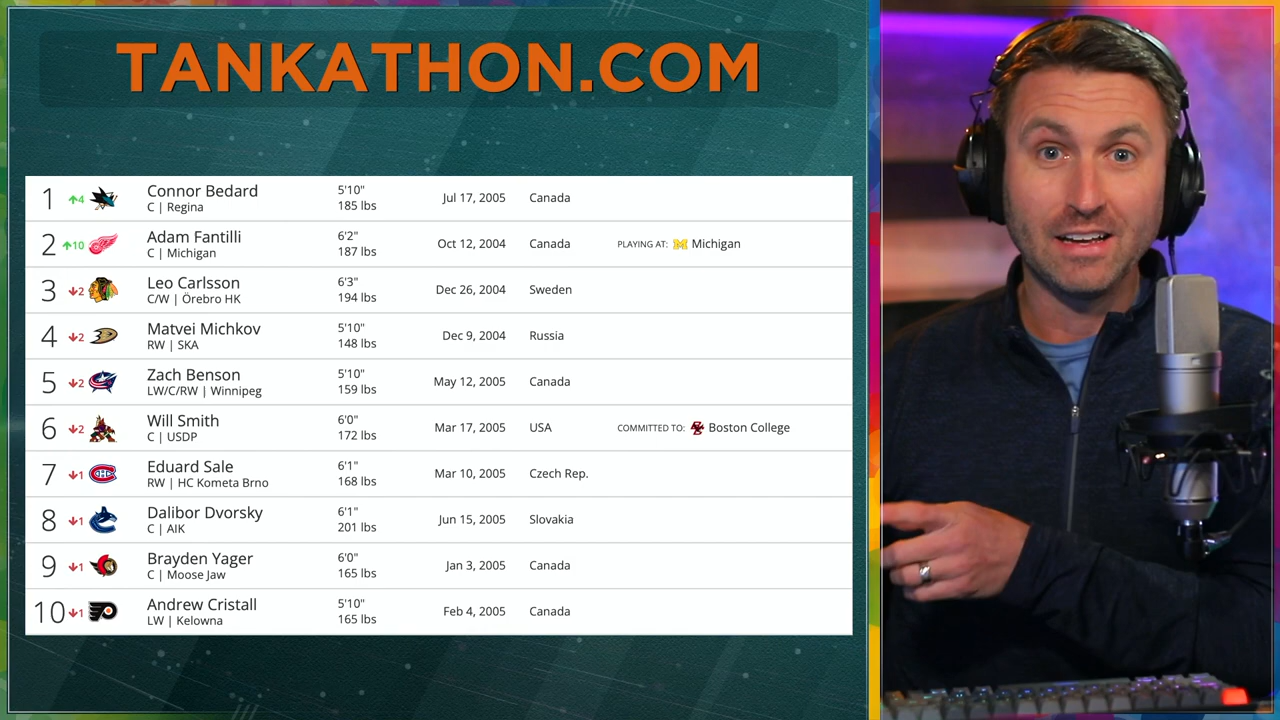 TANKATHON.COM
1 ↑4 Connor Bedard 5'10" Jul 17, 2005 Canada
C | Regina 185 lbs
2 ↑10 Adam Fantilli 6'2" Oct 12, 2004 Canada PLAYING AT: M Michigan
C | Michigan 187 lbs
3 ↓2 Leo Carlsson 6'3" Dec 26, 2004 Sweden
C/W | Örebro HK 194 lbs
4 ↓2 Matvei Michkov 5'10" Dec 9, 2004 Russia
RW | SKA 148 lbs
5 ↓2 Zach Benson 5'10" May 12, 2005 Canada
LW/C/RW | Winnipeg 159 lbs
6 ↓2 Will Smith 6'0" Mar 17, 2005 USA COMMITTED TO: BC Boston College
C | USDP 172 lbs
7 ↓1 Eduard Sale 6'1" Mar 10, 2005 Czech Rep.
RW | HC Kometa Brno 168 lbs
8 ↓1 Dalibor Dvorsky 6'1" Jun 15, 2005 Slovakia
C | AIK 201 lbs
9 ↓1 Brayden Yager 6'0" Jan 3, 2005 Canada
C | Moose Jaw 165 lbs
10 ↓1 Andrew Cristall 5'10" Feb 4, 2005 Canada
LW | Kelowna 165 lbs